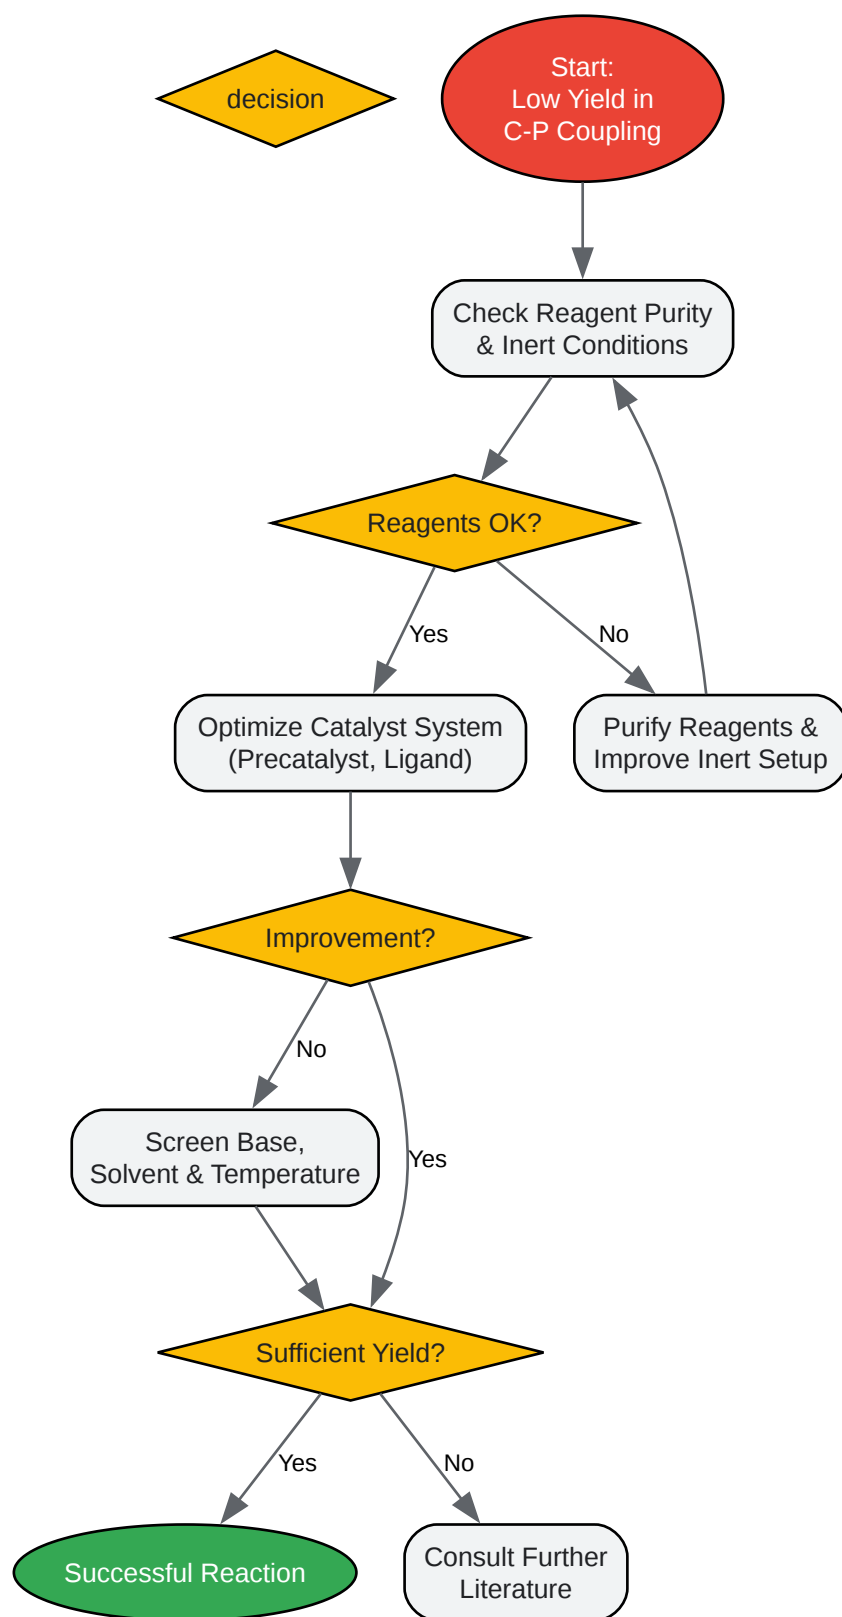 decision
Start:
Low Yield in
C-P Coupling
Check Reagent Purity
& Inert Conditions
Reagents OK?
Yes
No
Optimize Catalyst System
(Precatalyst, Ligand)
Purify Reagents &
Improve Inert Setup
Improvement?
No
Screen Base,
Solvent & Temperature
Yes
Sufficient Yield?
Yes
No
Successful Reaction
Consult Further
Literature